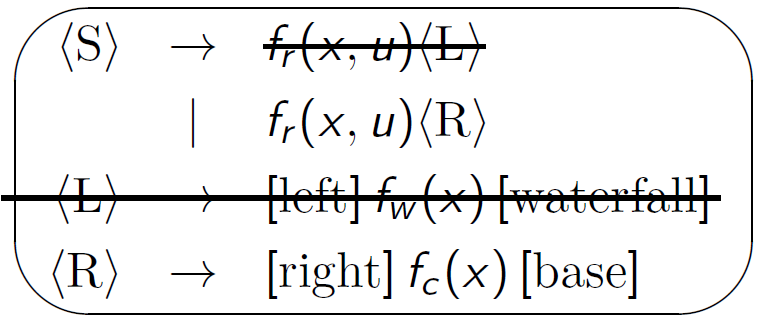 ⟨S⟩ → f_r(x, u)⟨L⟩
| f_r(x, u)⟨R⟩
⟨L⟩ → [left] f_w(x) [waterfall]
⟨R⟩ → [right] f_c(x) [base]